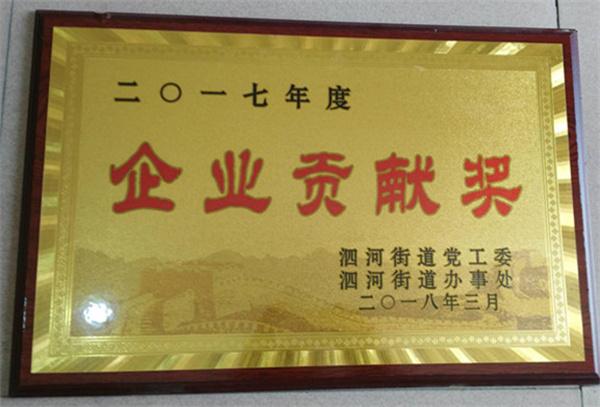 二〇一七年度
企业贡献奖
泗河街道党工委
泗河街道办事处
二〇一八年三月